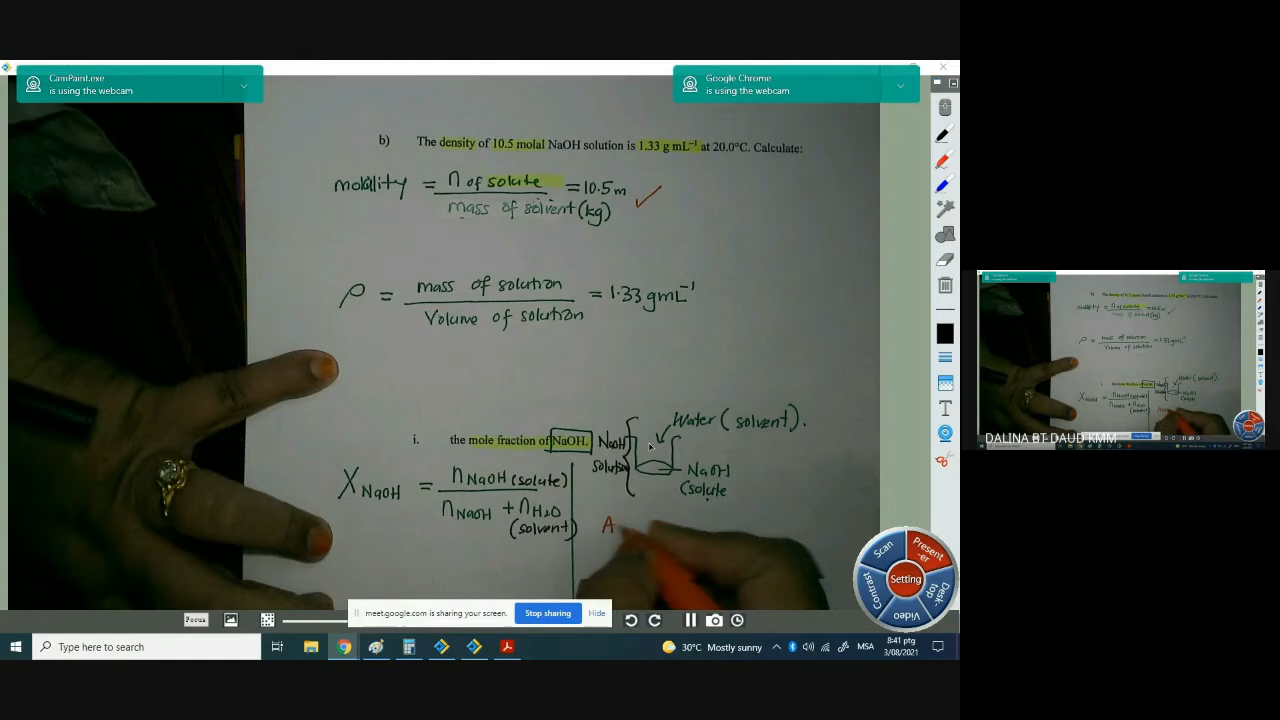 CamPaint.exe
is using the webcam
Google Chrome
is using the webcam
b) The density of 10.5 molal NaOH solution is 1.33 g mL⁻¹ at 20.0°C. Calculate:
molality = n of solute / mass of solvent (kg) = 10.5 m ✓
ρ = mass of solution / Volume of solution = 1.33 gmL⁻¹
Water (solvent).
i. the mole fraction of NaOH.
NaOH
solution
NaOH
(solute
X NaOH = n NaOH (solute) / n NaOH + n H₂O
(solvent)
A
DALINA BT DAUD KMM
Scan
Present-er
Contrast
Setting
Desk-top
Video
Focus
meet.google.com is sharing your screen.
Stop sharing
Hide
Type here to search
30°C Mostly sunny
MSA
8:41 ptg
3/08/2021